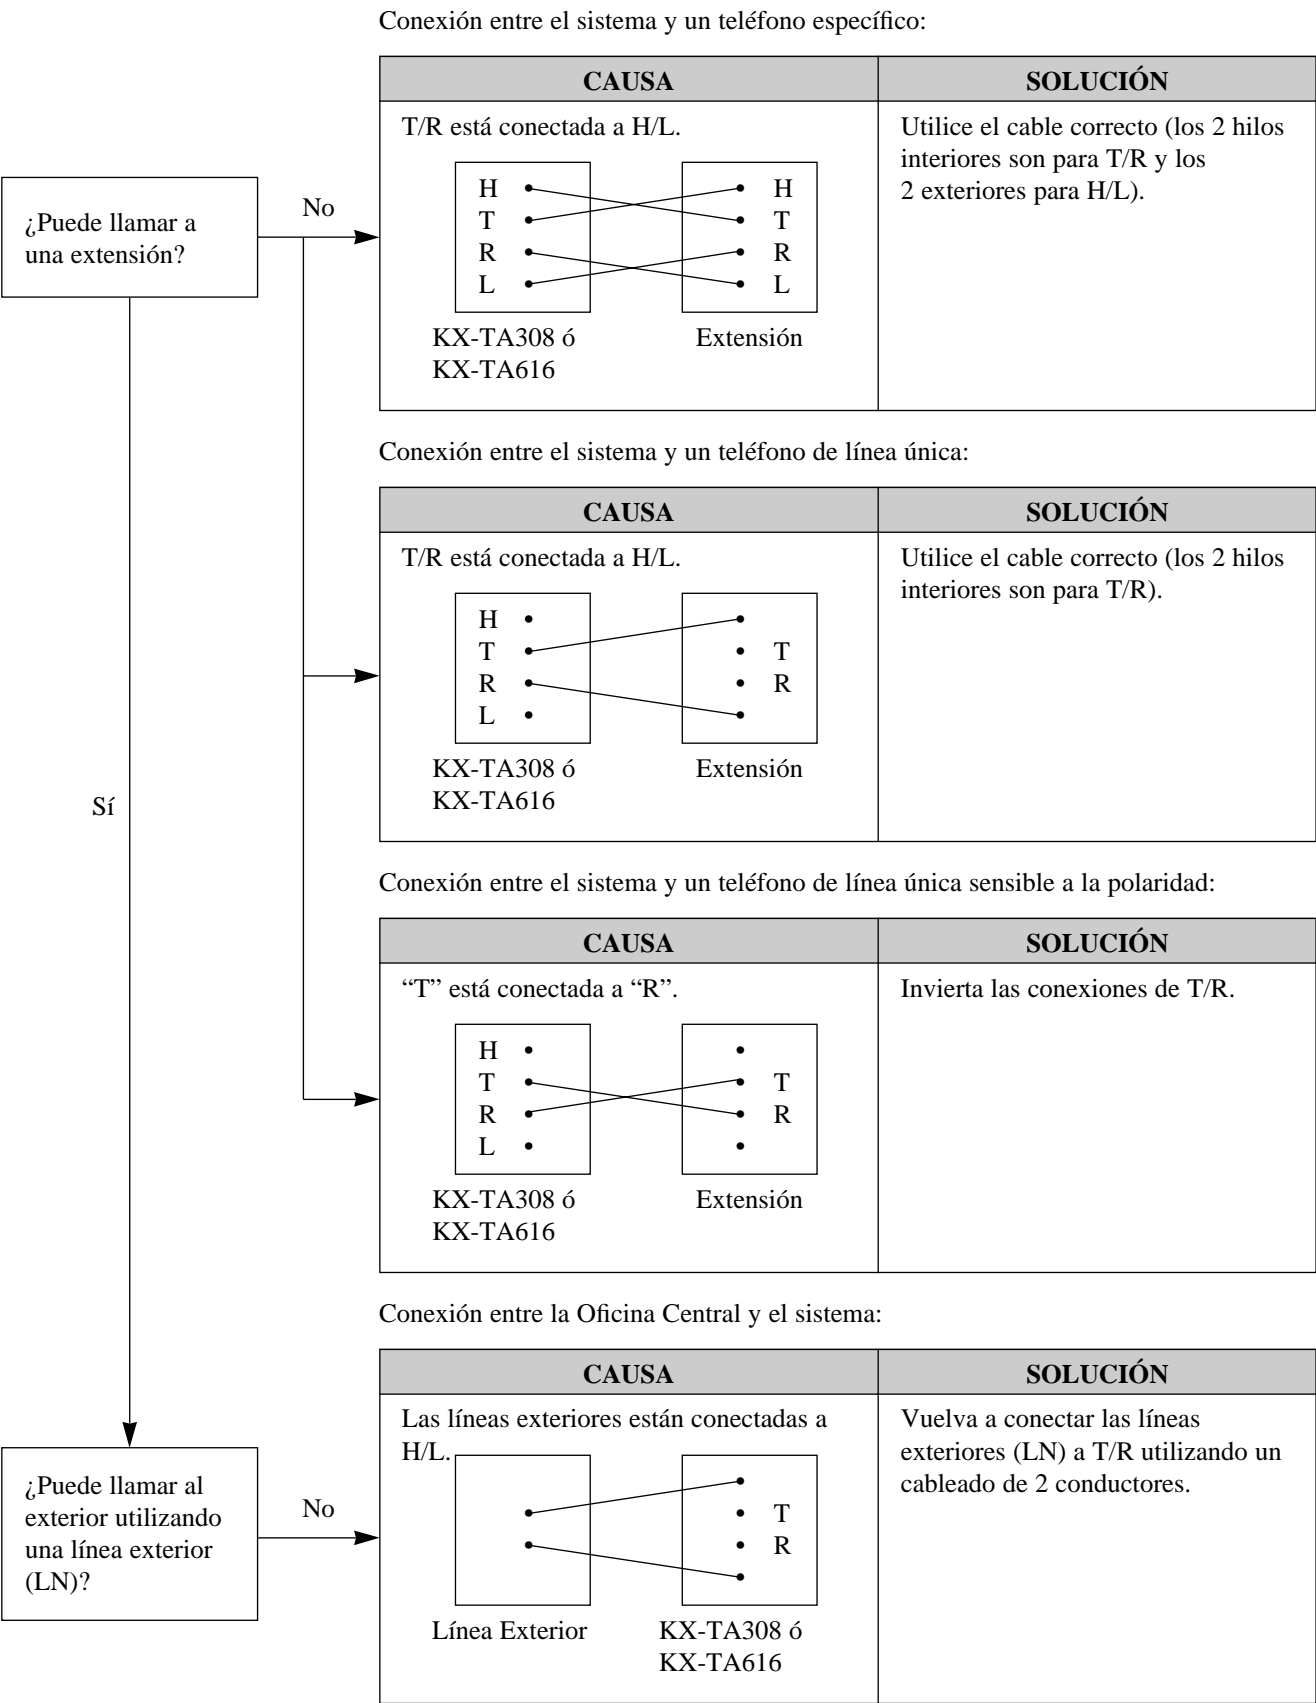 Conexión entre el sistema y un teléfono específico:
CAUSA
SOLUCIÓN
T/R está conectada a H/L.
Utilice el cable correcto (los 2 hilos
interiores son para T/R y los
2 exteriores para H/L).
¿Puede llamar a
una extensión?
No
H H
T T
R R
L L
KX-TA308 ó
KX-TA616
Extensión
Conexión entre el sistema y un teléfono de línea única:
CAUSA
SOLUCIÓN
T/R está conectada a H/L.
Utilice el cable correcto (los 2 hilos
interiores son para T/R).
H
T T
R R
L
KX-TA308 ó
KX-TA616
Extensión
Sí
Conexión entre el sistema y un teléfono de línea única sensible a la polaridad:
CAUSA
SOLUCIÓN
“T” está conectada a “R”.
Invierta las conexiones de T/R.
H
T T
R R
L
KX-TA308 ó
KX-TA616
Extensión
Conexión entre la Oficina Central y el sistema:
CAUSA
SOLUCIÓN
Las líneas exteriores están conectadas a
H/L.
Vuelva a conectar las líneas
exteriores (LN) a T/R utilizando un
cableado de 2 conductores.
¿Puede llamar al
exterior utilizando
una línea exterior
(LN)?
No
T
R
Línea Exterior
KX-TA308 ó
KX-TA616